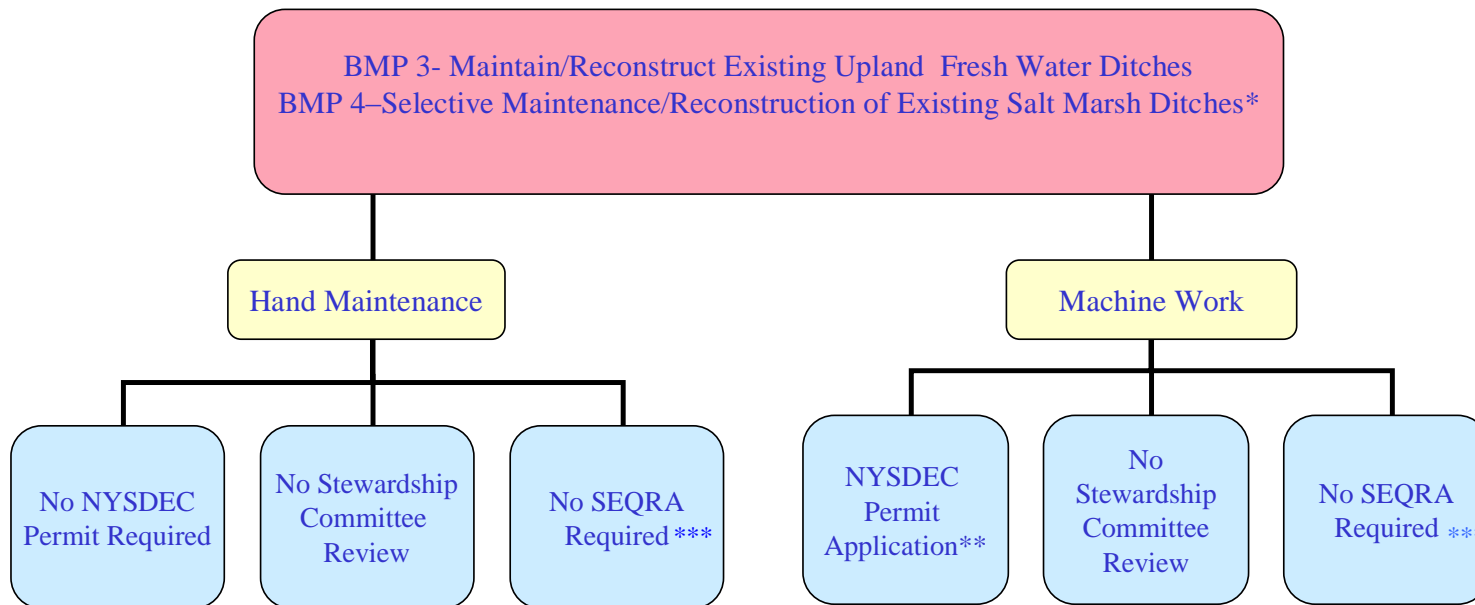 BMP 3- Maintain/Reconstruct Existing Upland Fresh Water Ditches
BMP 4–Selective Maintenance/Reconstruction of Existing Salt Marsh Ditches*
Hand Maintenance
Machine Work
No NYSDEC
Permit Required
No Stewardship
Committee
Review
No SEQRA
Required ***
NYSDEC
Permit
Application**
No
Stewardship
Committee
Review
No SEQRA
Required **